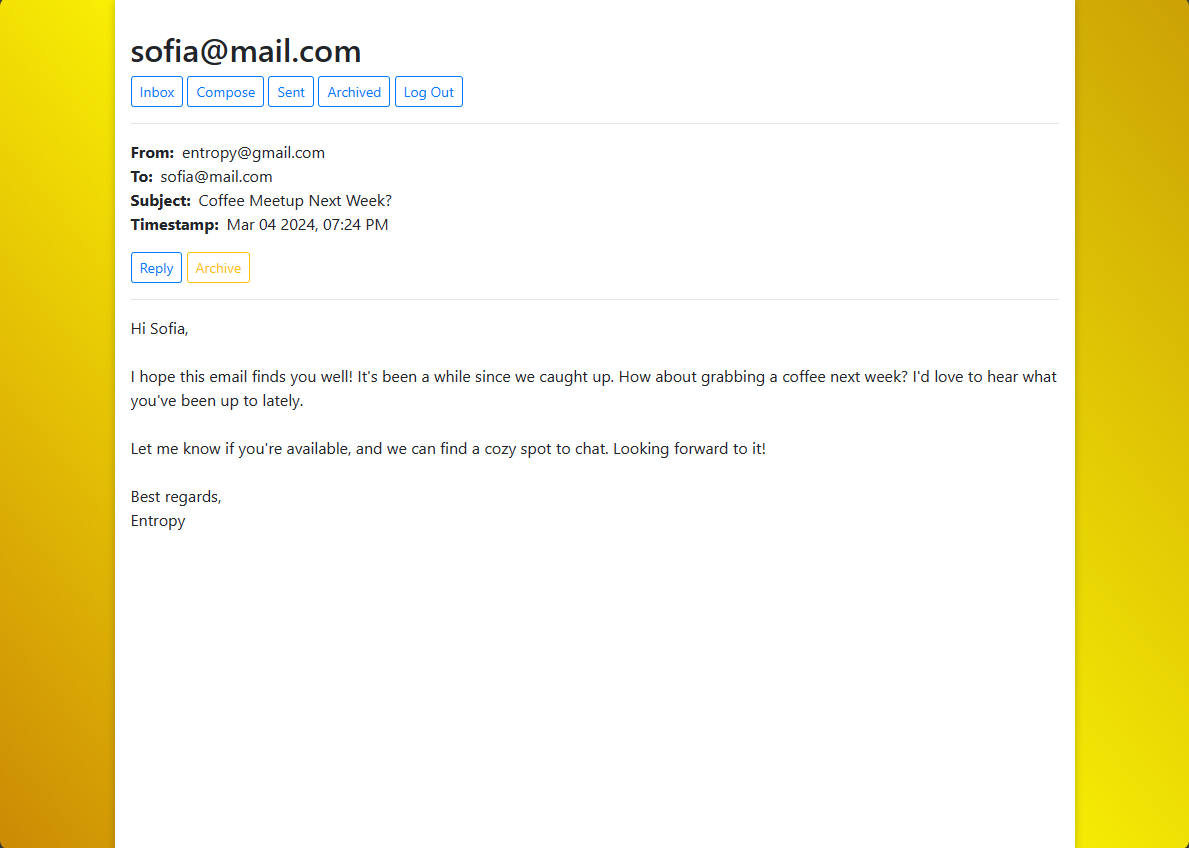 sofia@mail.com
Inbox Compose Sent Archived Log Out
From: entropy@gmail.com
To: sofia@mail.com
Subject: Coffee Meetup Next Week?
Timestamp: Mar 04 2024, 07:24 PM
Reply Archive
Hi Sofia,
I hope this email finds you well! It's been a while since we caught up. How about grabbing a coffee next week? I'd love to hear what
you've been up to lately.
Let me know if you're available, and we can find a cozy spot to chat. Looking forward to it!
Best regards,
Entropy